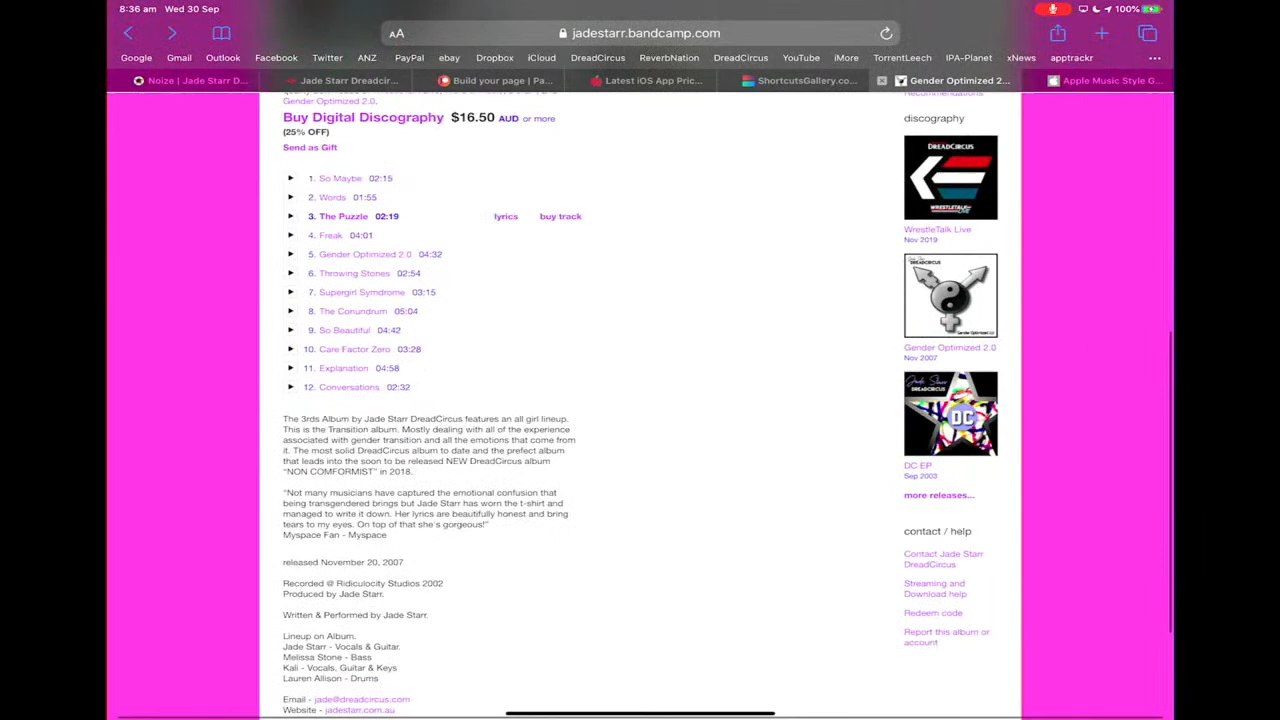 8:36 am Wed 30 Sep
100%
AA
jadestarr.bandcamp.com
Google Gmail Outlook Facebook Twitter ANZ PayPal ebay Dropbox iCloud DreadCircus ReverbNation DreadCircus YouTube iMore TorrentLeech IPA-Planet xNews apptrackr ...
Noize | Jade Starr D...
Jade Starr Dreadcir...
Build your page | Pa...
Latest iOS App Pric...
ShortcutsGallery.co...
Gender Optimized 2...
Apple Music Style G...
Gender Optimized 2.0.
Buy Digital Discography $16.50 AUD or more
(25% OFF)
Send as Gift
1. So Maybe 02:15
2. Words 01:55
3. The Puzzle 02:19 lyrics buy track
4. Freak 04:01
5. Gender Optimized 2.0 04:32
6. Throwing Stones 02:54
7. Supergirl Symdrome 03:15
8. The Conundrum 05:04
9. So Beautiful 04:42
10. Care Factor Zero 03:28
11. Explanation 04:58
12. Conversations 02:32
The 3rds Album by Jade Starr DreadCircus features an all girl lineup.
This is the Transition album. Mostly dealing with all of the experience
associated with gender transition and all the emotions that come from
it. The most solid DreadCircus album to date and the prefect album
that leads into the soon to be released NEW DreadCircus album
“NON COMFORMIST” in 2018.
"Not many musicians have captured the emotional confusion that
being transgendered brings but Jade Starr has worn the t-shirt and
managed to write it down. Her lyrics are beautifully honest and bring
tears to my eyes. On top of that she's gorgeous!"
Myspace Fan - Myspace
released November 20, 2007
Recorded @ Ridiculocity Studios 2002
Produced by Jade Starr.
Written & Performed by Jade Starr.
Lineup on Album.
Jade Starr - Vocals & Guitar.
Melissa Stone - Bass
Kali - Vocals, Guitar & Keys
Lauren Allison - Drums
Email - jade@dreadcircus.com
Website - jadestarr.com.au
Recommendations
discography
DREADCIRCUS
WRESTLETALK
LIVE
WrestleTalk Live
Nov 2019
DREADCIRCUS
Gender Optimized 2.0
Gender Optimized 2.0
Nov 2007
Jade Starr
DREADCIRCUS
DC
DC EP
Sep 2003
more releases...
contact / help
Contact Jade Starr
DreadCircus
Streaming and
Download help
Redeem code
Report this album or
account